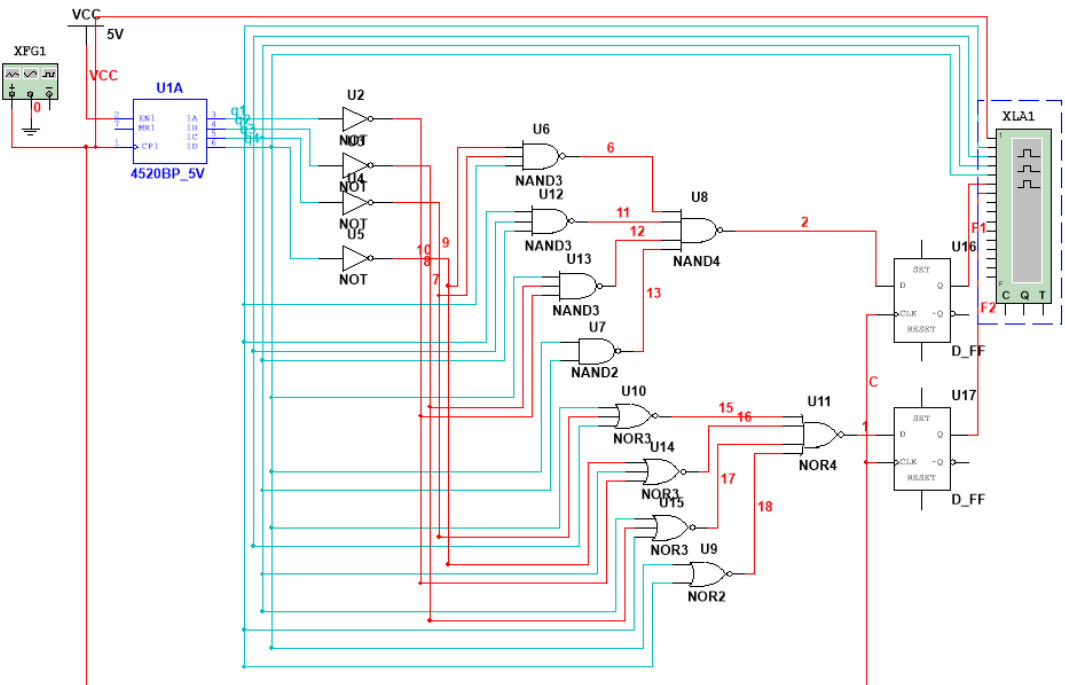 VCC
5V
XFG1
VCC
0
U1A
2
7
1
EN1
MR1
CP1
1A
1B
1C
1D
3
4
5
6
4520BP_5V
q1
U2
NOT
U3
NOT
U4
NOT
U5
NOT
10
9
8
7
U6
NAND3
6
U12
NAND3
11
U13
NAND3
12
U7
NAND2
13
U8
NAND4
2
U10
NOR3
15
16
U14
NOR3
17
U15
NOR3
18
U9
NOR2
U11
NOR4
1
C
U16
SET
D
Q
CLK
~Q
RESET
D_FF
U17
SET
D
Q
CLK
~Q
RESET
D_FF
F1
F2
XLA1
1
F
C Q T